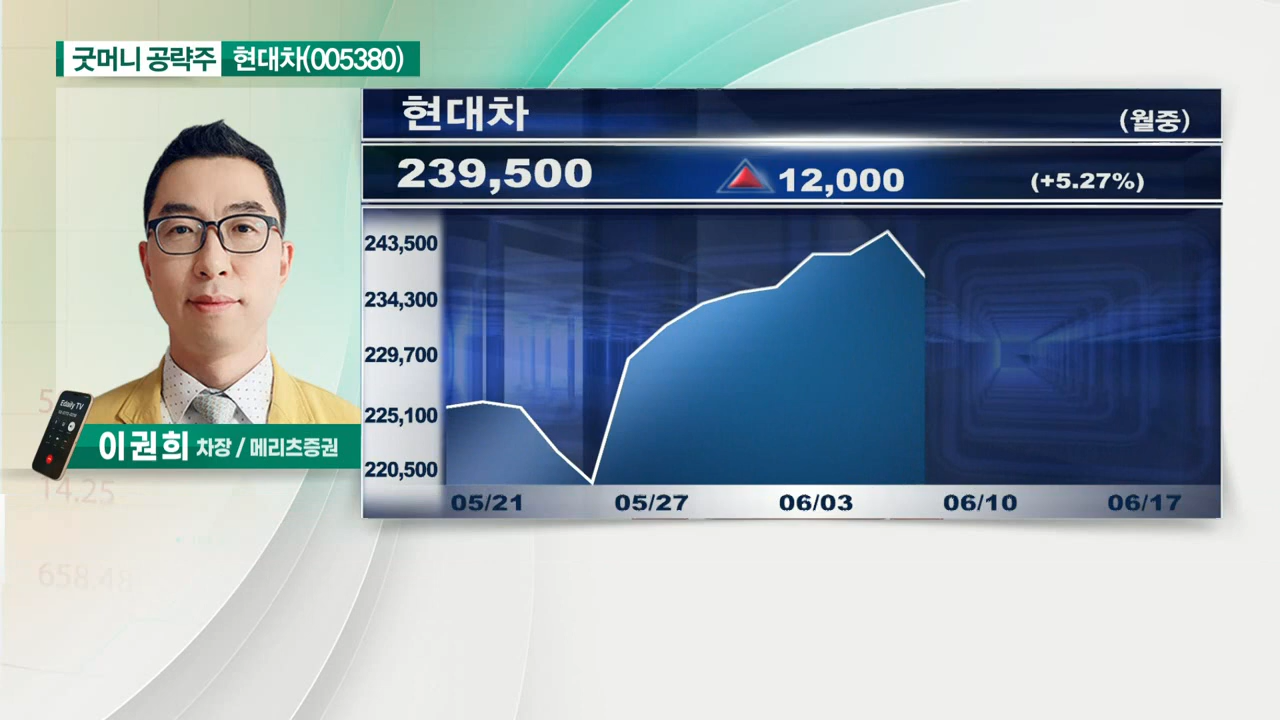 굿머니 공략주 현대차(005380)
현대차 (월중)
239,500 ▲ 12,000 (+5.27%)
243,500
234,300
229,700
225,100
220,500
05/21 05/27 06/03 06/10 06/17
Edaily TV
이권희 차장 / 메리츠증권
14.25
658.48